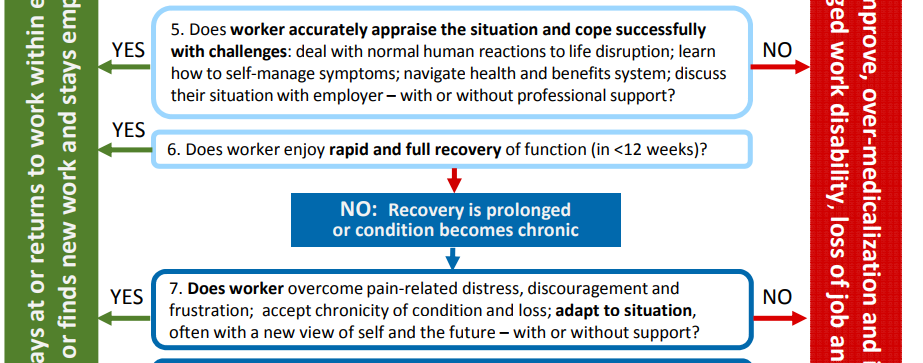 5. Does worker accurately appraise the situation and cope successfully
with challenges: deal with normal human reactions to life disruption; learn
how to self-manage symptoms; navigate health and benefits system; discuss
their situation with employer – with or without professional support?
YES
NO
YES
6. Does worker enjoy rapid and full recovery of function (in <12 weeks)?
NO: Recovery is prolonged
or condition becomes chronic
7. Does worker overcome pain-related distress, discouragement and
frustration; accept chronicity of condition and loss; adapt to situation,
often with a new view of self and the future – with or without support?
YES
NO
at or returns to work within
or finds new work and stays
over-medicalization and
work disability, loss of job